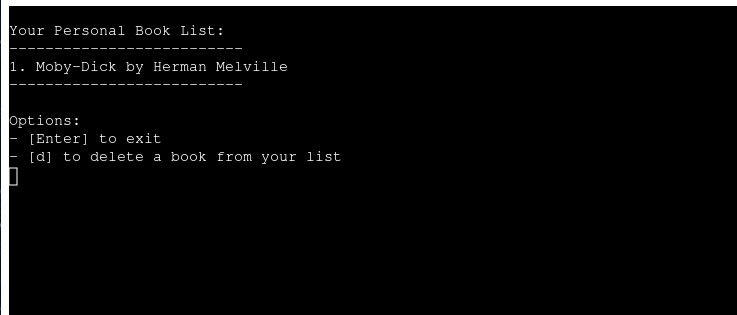 Your Personal Book List:
--------------------------
1. Moby-Dick by Herman Melville
--------------------------
Options:
- [Enter] to exit
- [d] to delete a book from your list